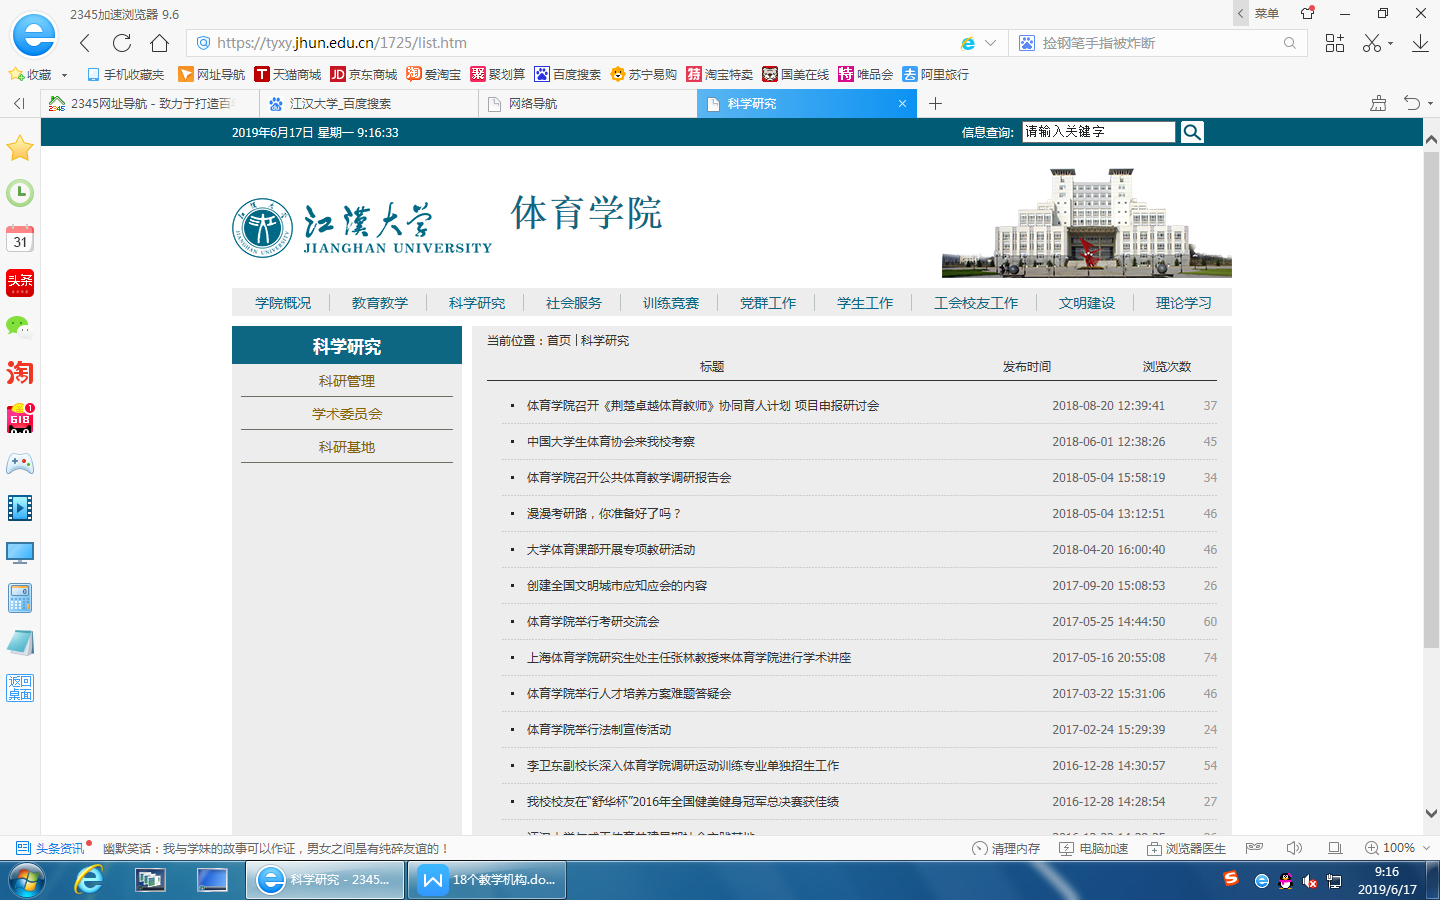 2345加速浏览器 9.6
菜单
https://tyxy.jhun.edu.cn/1725/list.htm
捡钢笔手指被炸断
收藏 手机收藏夹 网址导航 天猫商城 京东商城 爱淘宝 聚划算 百度搜索 苏宁易购 淘宝特卖 国美在线 唯品会 阿里旅行
2345网址导航 - 致力于打造百
江汉大学_百度搜索
网络导航
科学研究
2019年6月17日 星期一 9:16:33
信息查询: 请输入关键字
江漢大学
JIANGHAN UNIVERSITY
体育学院
31
头条
淘
618
返回
桌面
学院概况 教育教学 科学研究 社会服务 训练竞赛 党群工作 学生工作 工会校友工作 文明建设 理论学习
科学研究
科研管理
学术委员会
科研基地
当前位置：首页 | 科学研究
标题 发布时间 浏览次数
体育学院召开《荆楚卓越体育教师》协同育人计划 项目申报研讨会 2018-08-20 12:39:41 37
中国大学生体育协会来我校考察 2018-06-01 12:38:26 45
体育学院召开公共体育教学调研报告会 2018-05-04 15:58:19 34
漫漫考研路，你准备好了吗？ 2018-05-04 13:12:51 46
大学体育课部开展专项教研活动 2018-04-20 16:00:40 46
创建全国文明城市应知应会的内容 2017-09-20 15:08:53 26
体育学院举行考研交流会 2017-05-25 14:44:50 60
上海体育学院研究生处主任张林教授来体育学院进行学术讲座 2017-05-16 20:55:08 74
体育学院举行人才培养方案难题答疑会 2017-03-22 15:31:06 46
体育学院举行法制宣传活动 2017-02-24 15:29:39 24
李卫东副校长深入体育学院调研运动训练专业单独招生工作 2016-12-28 14:30:57 54
我校校友在“舒华杯”2016年全国健美健身冠军总决赛获佳绩 2016-12-28 14:28:54 27
头条资讯 幽默笑话：我与学妹的故事可以作证，男女之间是有纯碎友谊的！
清理内存 电脑加速 浏览器医生 100%
科学研究 - 2345...
18个教学机构.do...
9:16
2019/6/17